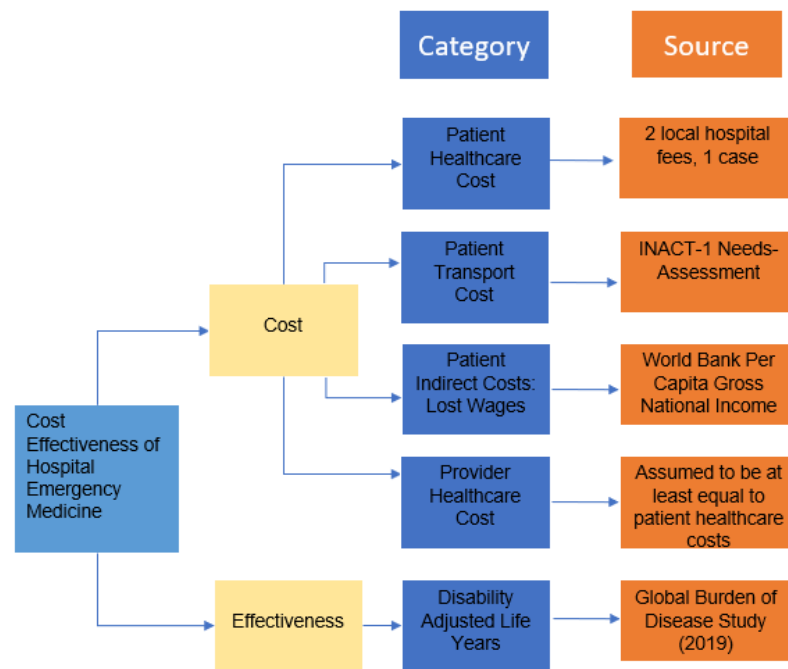 Category
Source
Patient
Healthcare
Cost
2 local hospital
fees, 1 case
Patient
Transport
Cost
INACT-1 Needs-
Assessment
Cost
Patient
Indirect Costs:
Lost Wages
World Bank Per
Capita Gross
National Income
Cost
Effectiveness of
Hospital
Emergency
Medicine
Provider
Healthcare
Cost
Assumed to be at
least equal to
patient healthcare
costs
Effectiveness
Disability
Adjusted Life
Years
Global Burden of
Disease Study
(2019)